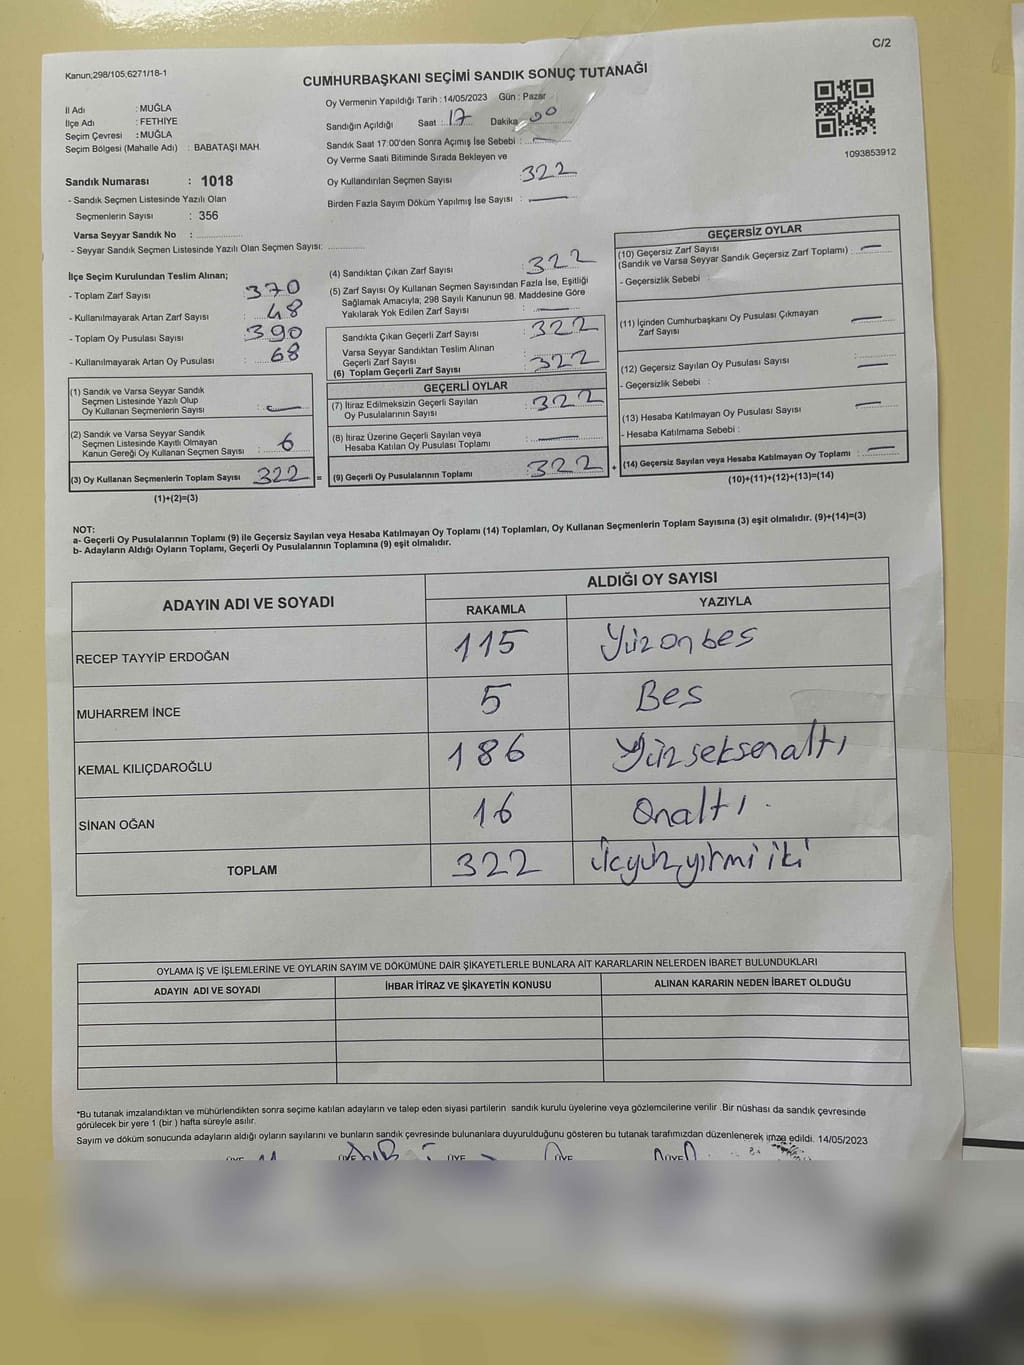 C/2
Kanun,298/105;6271/18-1
CUMHURBAŞKANI SEÇİMİ SANDIK SONUÇ TUTANAĞI
İl Adı : MUĞLA
İlçe Adı : FETHİYE
Seçim Çevresi : MUĞLA
Seçim Bölgesi (Mahalle Adı) : BABATAŞI MAH.
Sandık Numarası : 1018
- Sandık Seçmen Listesinde Yazılı Olan
Seçmenlerin Sayısı : 356
Varsa Seyyar Sandık No :
- Seyyar Sandık Seçmen Listesinde Yazılı Olan Seçmen Sayısı:
Oy Vermenin Yapıldığı Tarih : 14/05/2023 Gün : Pazar
Sandığın Açıldığı Saat : 17 Dakika 00
Sandık Saat 17:00'den Sonra Açımış İse Sebebi : —
Oy Verme Saati Bitiminde Sırada Bekleyen ve
Oy Kullandırılan Seçmen Sayısı : 322
Birden Fazla Sayım Döküm Yapılmış İse Sayısı : —
1093853912
İlçe Seçim Kurulundan Teslim Alınan;
- Toplam Zarf Sayısı 370
- Kullanılmayarak Artan Zarf Sayısı : 48
- Toplam Oy Pusulası Sayısı : 390
- Kullanılmayarak Artan Oy Pusulası : 68
(1) Sandık ve Varsa Seyyar Sandık
Seçmen Listesinde Yazılı Olup
Oy Kullanan Seçmenlerin Sayısı : —
(2) Sandık ve Varsa Seyyar Sandık
Seçmen Listesinde Kayıtlı Olmayan
Kanun Gereği Oy Kullanan Seçmen Sayısı : 6
(3) Oy Kullanan Seçmenlerin Toplam Sayısı 322 =
(1)+(2)=(3)
(4) Sandıktan Çıkan Zarf Sayısı : 322
(5) Zarf Sayısı Oy Kullanan Seçmen Sayısından Fazla İse, Eşitliği
Sağlamak Amacıyla; 298 Sayılı Kanunun 98. Maddesine Göre
Yakılarak Yok Edilen Zarf Sayısı : —
Sandıkta Çıkan Geçerli Zarf Sayısı : 322
Varsa Seyyar Sandıktan Teslim Alınan
Geçerli Zarf Sayısı
(6) Toplam Geçerli Zarf Sayısı : 322
GEÇERLİ OYLAR
(7) İtiraz Edilmeksizin Geçerli Sayılan
Oy Pusulalarının Sayısı : 322
(8) İtiraz Üzerine Geçerli Sayılan veya
Hesaba Katılan Oy Pusulası Toplamı : —
(9) Geçerli Oy Pusulalarının Toplamı : 322 +
GEÇERSİZ OYLAR
(10) Geçersiz Zarf Sayısı
(Sandık ve Varsa Seyyar Sandık Geçersiz Zarf Toplamı) : —
- Geçersizlik Sebebi :
(11) İçinden Cumhurbaşkanı Oy Pusulası Çıkmayan
Zarf Sayısı : —
(12) Geçersiz Sayılan Oy Pusulası Sayısı : —
- Geçersizlik Sebebi :
(13) Hesaba Katılmayan Oy Pusulası Sayısı : —
- Hesaba Katılmama Sebebi :
(14) Geçersiz Sayılan veya Hesaba Katılmayan Oy Toplamı : —
(10)+(11)+(12)+(13)=(14)
NOT:
a- Geçerli Oy Pusulalarının Toplamı (9) ile Geçersiz Sayılan veya Hesaba Katılmayan Oy Toplamı (14) Toplamları, Oy Kullanan Seçmenlerin Toplam Sayısına (3) eşit olmalıdır. (9)+(14)=(3)
b- Adayların Aldığı Oyların Toplamı, Geçerli Oy Pusulalarının Toplamına (9) eşit olmalıdır.
ADAYIN ADI VE SOYADI ALDIĞI OY SAYISI
RAKAMLA YAZIYLA
RECEP TAYYİP ERDOĞAN 115 Yüzonbes
MUHARREM İNCE 5 Bes
KEMAL KILIÇDAROĞLU 186 Yüzseksenaltı
SİNAN OĞAN 16 Onaltı
TOPLAM 322 Üçyüzyirmi iki
OYLAMA İŞ VE İŞLEMLERİNE VE OYLARIN SAYIM VE DÖKÜMÜNE DAİR ŞİKAYETLERLE BUNLARA AİT KARARLARIN NELERDEN İBARET BULUNDUKLARI
ADAYIN ADI VE SOYADI İHBAR İTİRAZ VE ŞİKAYETİN KONUSU ALINAN KARARIN NEDEN İBARET OLDUĞU
*Bu tutanak imzalandıktan ve mühürlendikten sonra seçime katılan adayların ve talep eden siyasi partilerin sandık kurulu üyelerine veya gözlemcilerine verilir .Bir nüshası da sandık çevresinde
görülecek bir yere 1 (bir ) hafta süreyle asılır.
Sayım ve döküm sonucunda adayların aldığı oyların sayılarını ve bunların sandık çevresinde bulunanlara duyurulduğunu gösteren bu tutanak tarafımızdan düzenlenerek imza edildi. 14/05/2023